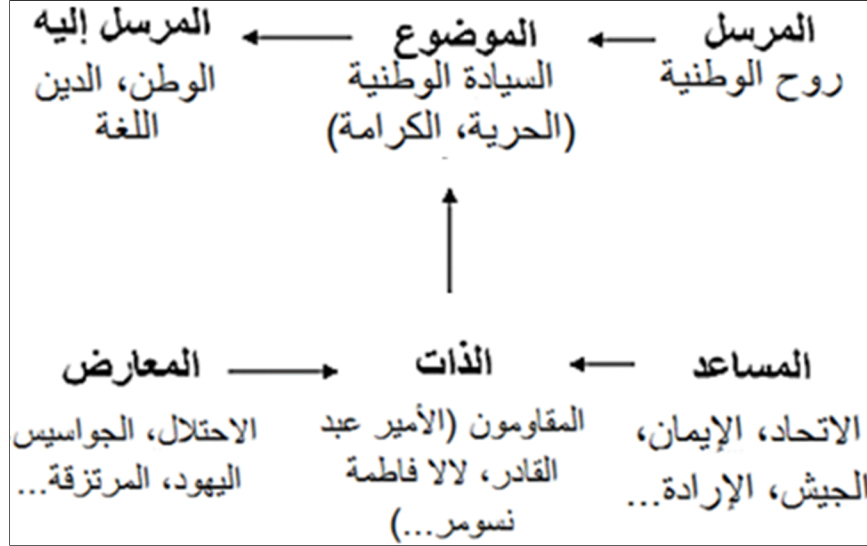 المرسل
روح الوطنية
الموضوع
السيادة الوطنية
(الحرية، الكرامة)
المرسل إليه
الوطن، الدين
اللغة
المساعد
الاتحاد، الإيمان،
الجيش، الإرادة...
الذات
المقاومون (الأمير عبد
القادر، لالا فاطمة
نسومر...)
المعارض
الاحتلال، الجواسيس
اليهود، المرتزقة...